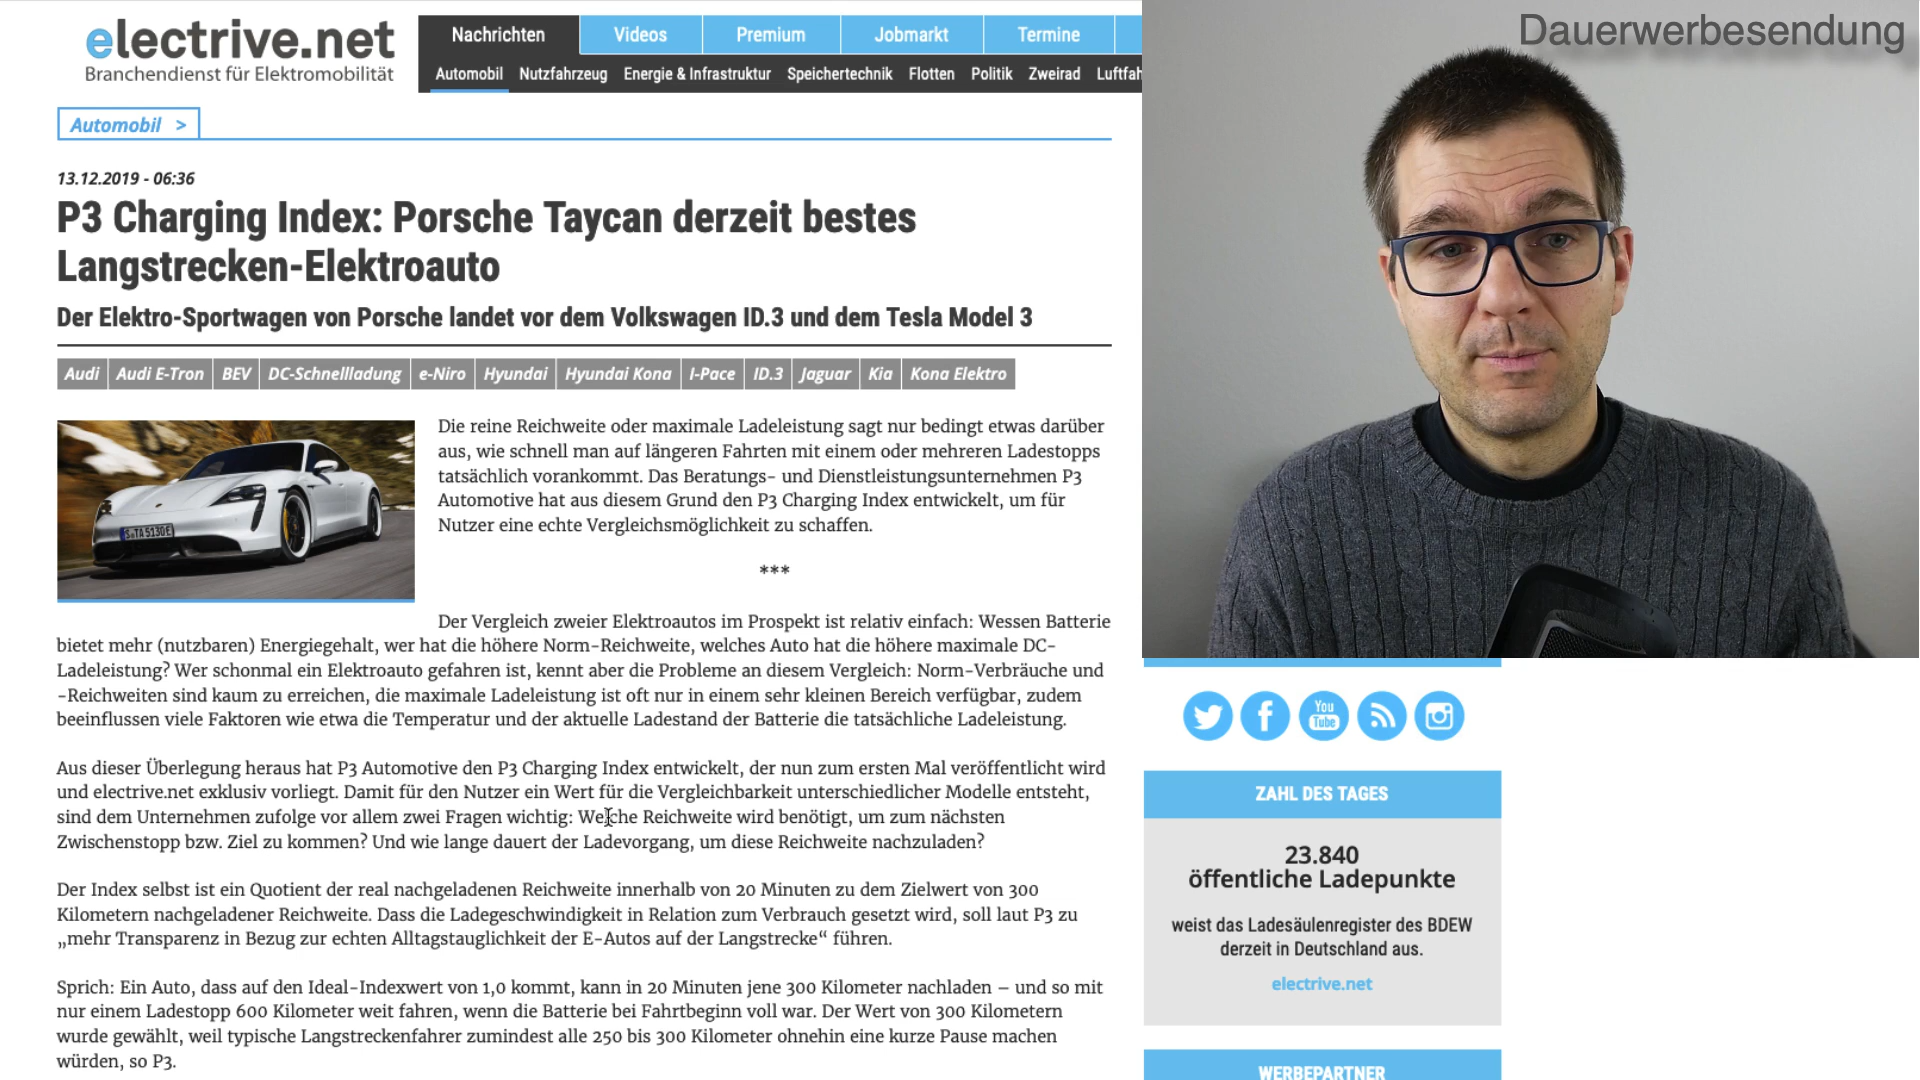 electrive.net
Branchendienst für Elektromobilität
Nachrichten Videos Premium Jobmarkt Termine
Automobil Nutzfahrzeug Energie & Infrastruktur Speichertechnik Flotten Politik Zweirad Luftfah
Dauerwerbesendung
Automobil >
13.12.2019 - 06:36
P3 Charging Index: Porsche Taycan derzeit bestes
Langstrecken-Elektroauto
Der Elektro-Sportwagen von Porsche landet vor dem Volkswagen ID.3 und dem Tesla Model 3
Audi Audi E-Tron BEV DC-Schnellladung e-Niro Hyundai Hyundai Kona I-Pace ID.3 Jaguar Kia Kona Elektro
S TA 5130E
Die reine Reichweite oder maximale Ladeleistung sagt nur bedingt etwas darüber
aus, wie schnell man auf längeren Fahrten mit einem oder mehreren Ladestopps
tatsächlich vorankommt. Das Beratungs- und Dienstleistungsunternehmen P3
Automotive hat aus diesem Grund den P3 Charging Index entwickelt, um für
Nutzer eine echte Vergleichsmöglichkeit zu schaffen.
***
Der Vergleich zweier Elektroautos im Prospekt ist relativ einfach: Wessen Batterie
bietet mehr (nutzbaren) Energiegehalt, wer hat die höhere Norm-Reichweite, welches Auto hat die höhere maximale DC-
Ladeleistung? Wer schonmal ein Elektroauto gefahren ist, kennt aber die Probleme an diesem Vergleich: Norm-Verbräuche und
-Reichweiten sind kaum zu erreichen, die maximale Ladeleistung ist oft nur in einem sehr kleinen Bereich verfügbar, zudem
beeinflussen viele Faktoren wie etwa die Temperatur und der aktuelle Ladestand der Batterie die tatsächliche Ladeleistung.
Aus dieser Überlegung heraus hat P3 Automotive den P3 Charging Index entwickelt, der nun zum ersten Mal veröffentlicht wird
und electrive.net exklusiv vorliegt. Damit für den Nutzer ein Wert für die Vergleichbarkeit unterschiedlicher Modelle entsteht,
sind dem Unternehmen zufolge vor allem zwei Fragen wichtig: Welche Reichweite wird benötigt, um zum nächsten
Zwischenstopp bzw. Ziel zu kommen? Und wie lange dauert der Ladevorgang, um diese Reichweite nachzuladen?
Der Index selbst ist ein Quotient der real nachgeladenen Reichweite innerhalb von 20 Minuten zu dem Zielwert von 300
Kilometern nachgeladener Reichweite. Dass die Ladegeschwindigkeit in Relation zum Verbrauch gesetzt wird, soll laut P3 zu
„mehr Transparenz in Bezug zur echten Alltagstauglichkeit der E-Autos auf der Langstrecke“ führen.
Sprich: Ein Auto, dass auf den Ideal-Indexwert von 1,0 kommt, kann in 20 Minuten jene 300 Kilometer nachladen – und so mit
nur einem Ladestopp 600 Kilometer weit fahren, wenn die Batterie bei Fahrtbeginn voll war. Der Wert von 300 Kilometern
wurde gewählt, weil typische Langstreckenfahrer zumindest alle 250 bis 300 Kilometer ohnehin eine kurze Pause machen
würden, so P3.
You
Tube
ZAHL DES TAGES
23.840
öffentliche Ladepunkte
weist das Ladesäulenregister des BDEW
derzeit in Deutschland aus.
electrive.net
WERBEPARTNER